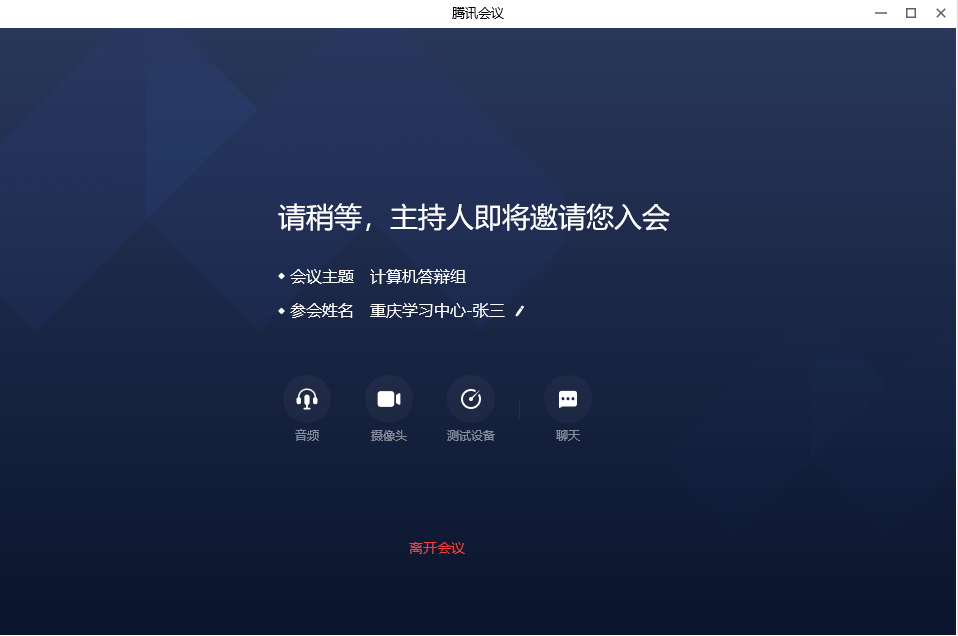 腾讯会议
请稍等，主持人即将邀请您入会
会议主题 计算机答辩组
参会姓名 重庆学习中心-张三
音频 摄像头 测试设备 聊天
离开会议